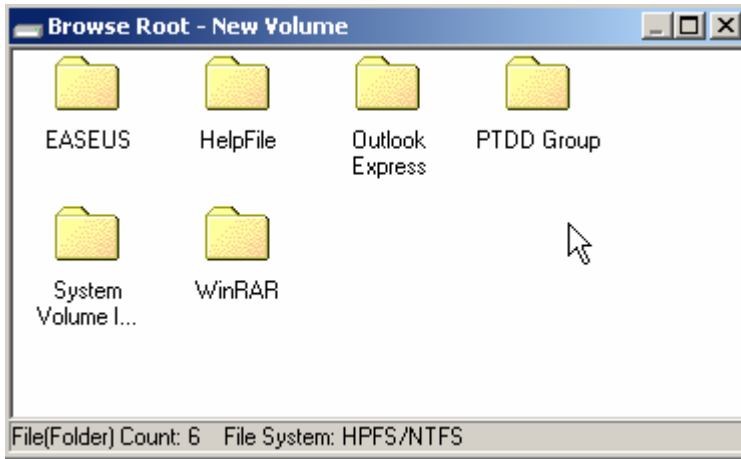 Browse Root - New Volume
EASEUS
HelpFile
Outlook
Express
PTDD Group
System
Volume I...
WinRAR
File(Folder) Count: 6 File System: HPFS/NTFS